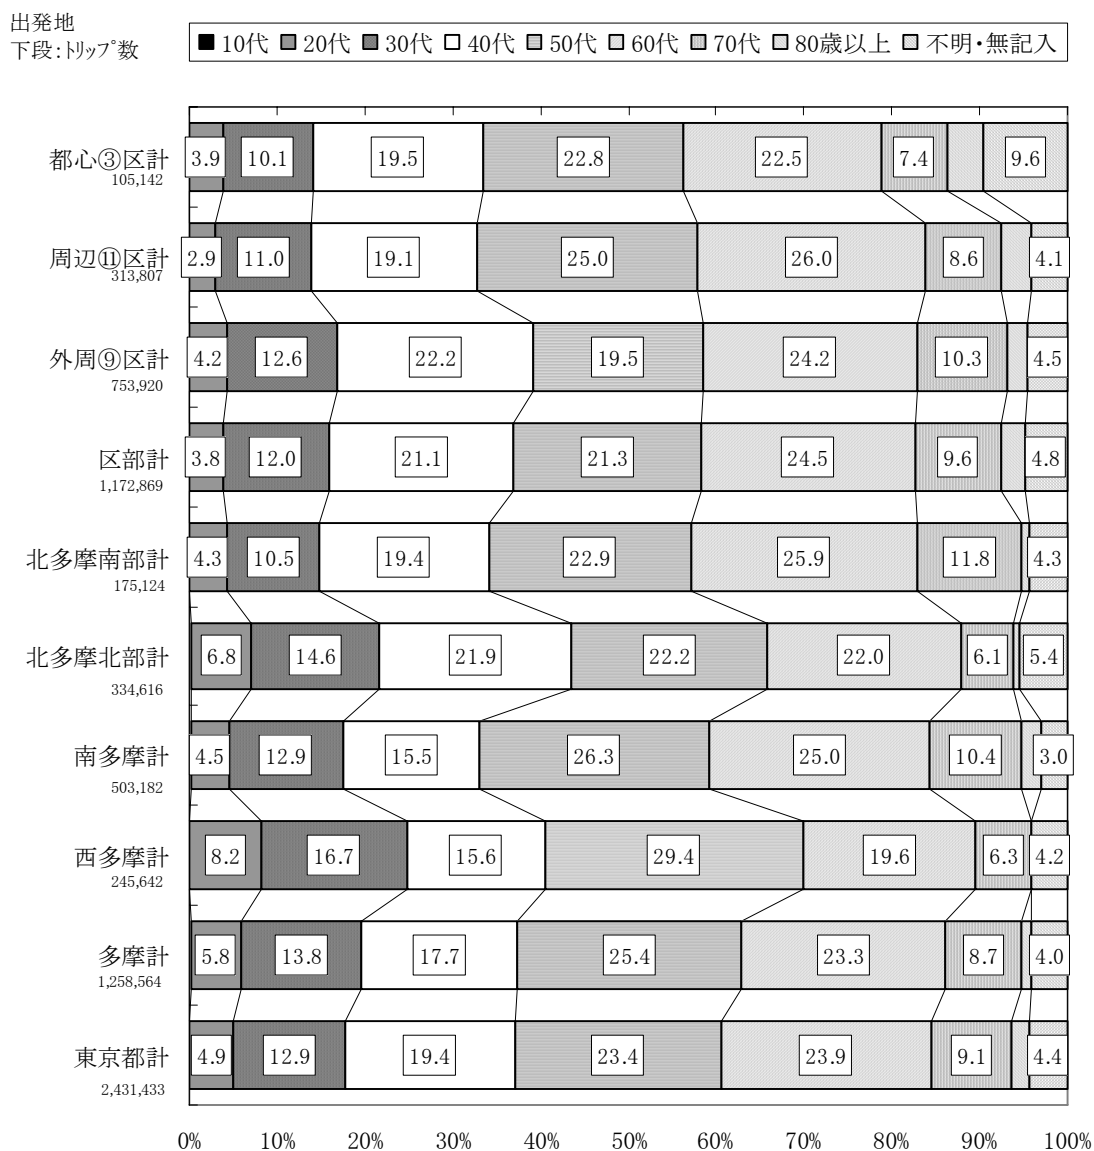 出発地
下段：ﾄﾘｯﾌﾟ数
10代 20代 30代 40代 50代 60代 70代 80歳以上 不明・無記入
都心③区計 3.9 10.1 19.5 22.8 22.5 7.4 9.6
105,142
周辺⑪区計 2.9 11.0 19.1 25.0 26.0 8.6 4.1
313,807
外周⑨区計 4.2 12.6 22.2 19.5 24.2 10.3 4.5
753,920
区部計 3.8 12.0 21.1 21.3 24.5 9.6 4.8
1,172,869
北多摩南部計 4.3 10.5 19.4 22.9 25.9 11.8 4.3
175,124
北多摩北部計 6.8 14.6 21.9 22.2 22.0 6.1 5.4
334,616
南多摩計 4.5 12.9 15.5 26.3 25.0 10.4 3.0
503,182
西多摩計 8.2 16.7 15.6 29.4 19.6 6.3 4.2
245,642
多摩計 5.8 13.8 17.7 25.4 23.3 8.7 4.0
1,258,564
東京都計 4.9 12.9 19.4 23.4 23.9 9.1 4.4
2,431,433
0% 10% 20% 30% 40% 50% 60% 70% 80% 90% 100%